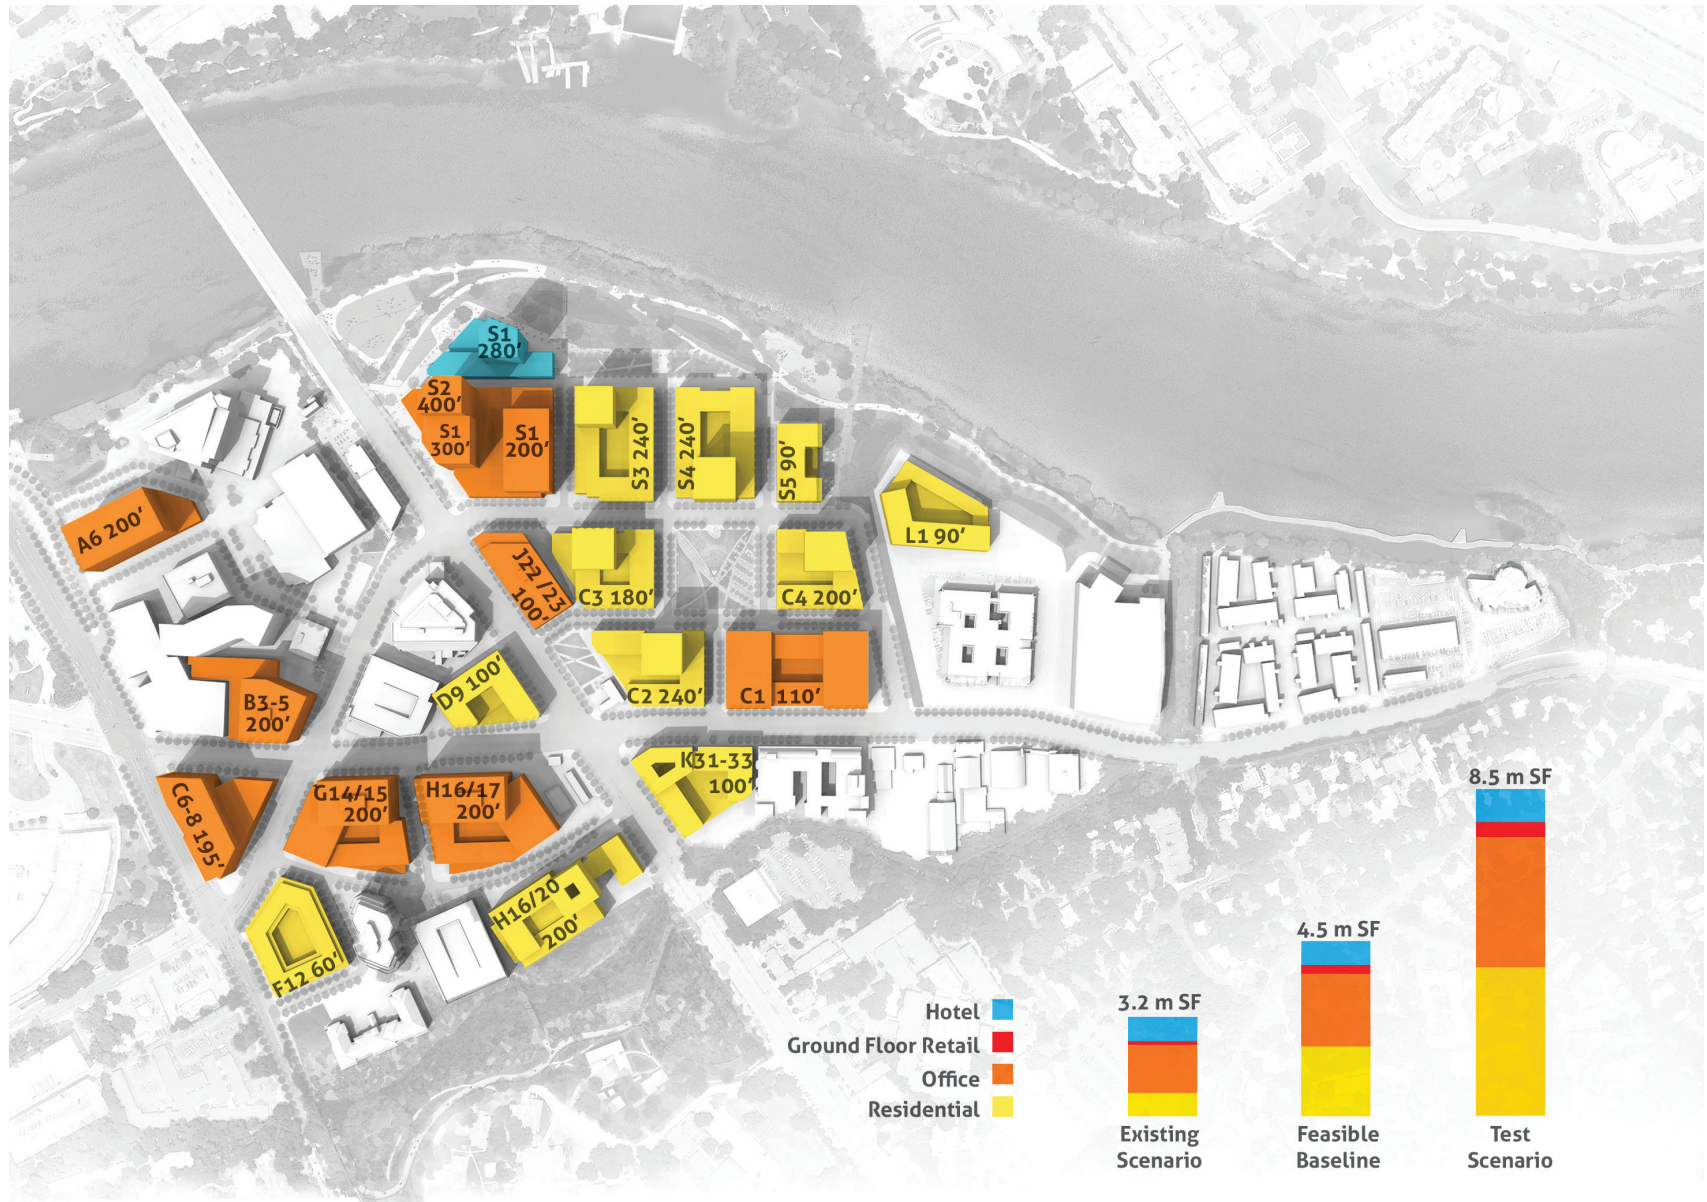 S1
280’
S2
400’
S1
300’
S1
200’
S3 240’
S4 240’
S5 90’
A6 200’
L1 90’
J22 /23
100’
C3 180’
C4 200’
D9 100’
C2 240’
C1 110’
B3-5
200’
K31-33
100’
C6-8 195’
G14/15
200’
H16/17
200’
H16/20
200’
F12 60’
Hotel
Ground Floor Retail
Office
Residential
3.2 m SF
4.5 m SF
8.5 m SF
Existing
Scenario
Feasible
Baseline
Test
Scenario